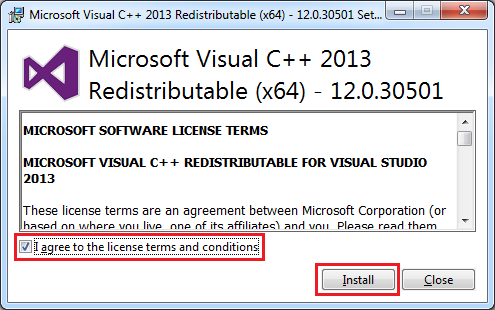 Microsoft Visual C++ 2013 Redistributable (x64) - 12.0.30501 Set...
Microsoft Visual C++ 2013
Redistributable (x64) - 12.0.30501
MICROSOFT SOFTWARE LICENSE TERMS
MICROSOFT VISUAL C++ REDISTRIBUTABLE FOR VISUAL STUDIO
2013
These license terms are an agreement between Microsoft Corporation (or
based on where you live, one of its affiliates) and you. Please read them.
I agree to the license terms and conditions
Install
Close